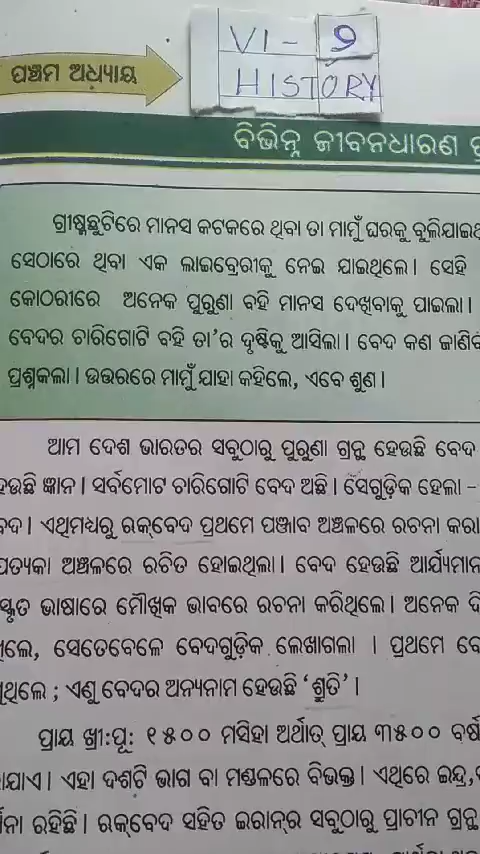 VI - ୨
HISTORY
ପଞ୍ଚମ ଅଧ୍ୟାୟ
ବିଭିନ୍ନ ଜୀବନଧାରଣ
ଗ୍ରୀଷ୍ମଛୁଟିରେ ମାନସ କଟକରେ ଥିବା ତା ମାମୁଁ ଘରକୁ ବୁଲିଯାଇଥି
ସେଠାରେ ଥିବା ଏକ ଲାଇବ୍ରେରୀକୁ ନେଇ ଯାଇଥିଲେ। ସେହି
କୋଠରୀରେ ଅନେକ ପୁରୁଣା ବହି ମାନସ ଦେଖିବାକୁ ପାଇଲା।
ବେଦର ଚାରିଗୋଟି ବହି ତା'ର ଦୃଷ୍ଟିକୁ ଆସିଲା। ବେଦ କଣ ଜାଣିବ
ପ୍ରଶ୍ନକଲା। ଉତ୍ତରରେ ମାମୁଁ ଯାହା କହିଲେ, ଏବେ ଶୁଣ।
ଆମ ଦେଶ ଭାରତର ସବୁଠାରୁ ପୁରୁଣା ଗ୍ରନ୍ଥ ହେଉଛି ବେଦ
ହେଉଛି ଜ୍ଞାନ। ସର୍ବମୋଟ ଚାରିଗୋଟି ବେଦ ଅଛି। ସେଗୁଡ଼ିକ ହେଲା -
ବେଦ। ଏଥିମଧ୍ୟରୁ ଋକ୍‌ବେଦ ପ୍ରଥମେ ପଞ୍ଜାବ ଅଞ୍ଚଳରେ ରଚନା କରା
ପତ୍ୟକା ଅଞ୍ଚଳରେ ରଚିତ ହୋଇଥିଲା। ବେଦ ହେଉଛି ଆର୍ଯ୍ୟମାନ
ସ୍କୃତ ଭାଷାରେ ମୌଖିକ ଭାବରେ ରଚନା କରିଥିଲେ। ଅନେକ ଦି
ଥିଲେ, ସେତେବେଳେ ବେଦଗୁଡ଼ିକ ଲେଖାଗଲା । ପ୍ରଥମେ ବେ
ଥିଲେ ; ଏଣୁ ବେଦର ଅନ୍ୟନାମ ହେଉଛି 'ଶ୍ରୁତି'।
ପ୍ରାୟ ଖ୍ରୀ:ପୂ: ୧୫୦୦ ମସିହା ଅର୍ଥାତ୍ ପ୍ରାୟ ୩୫୦୦ ବର୍ଷ
ଯାଏ। ଏହା ଦଶଟି ଭାଗ ବା ମଣ୍ଡଳରେ ବିଭକ୍ତ। ଏଥିରେ ଇନ୍ଦ୍ର,
ରହିଛି। ଋକ୍‌ବେଦ ସହିତ ଇରାନ୍‌ର ସବୁଠାରୁ ପ୍ରାଚୀନ ଗ୍ରନ୍ଥ